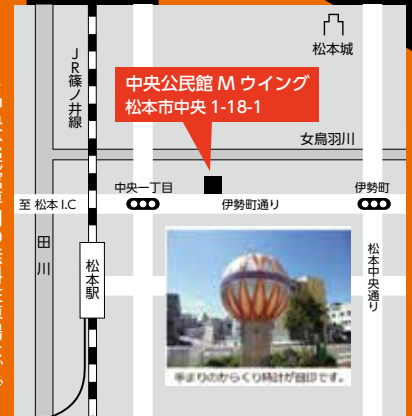 松本城
JR篠ノ井線
中央公民館 M ウイング
松本市中央 1-18-1
女鳥羽川
至 松本 I.C
中央一丁目
伊勢町通り
伊勢町
田川
松本駅
松本中央通り
手まりのからくり時計が目印です。